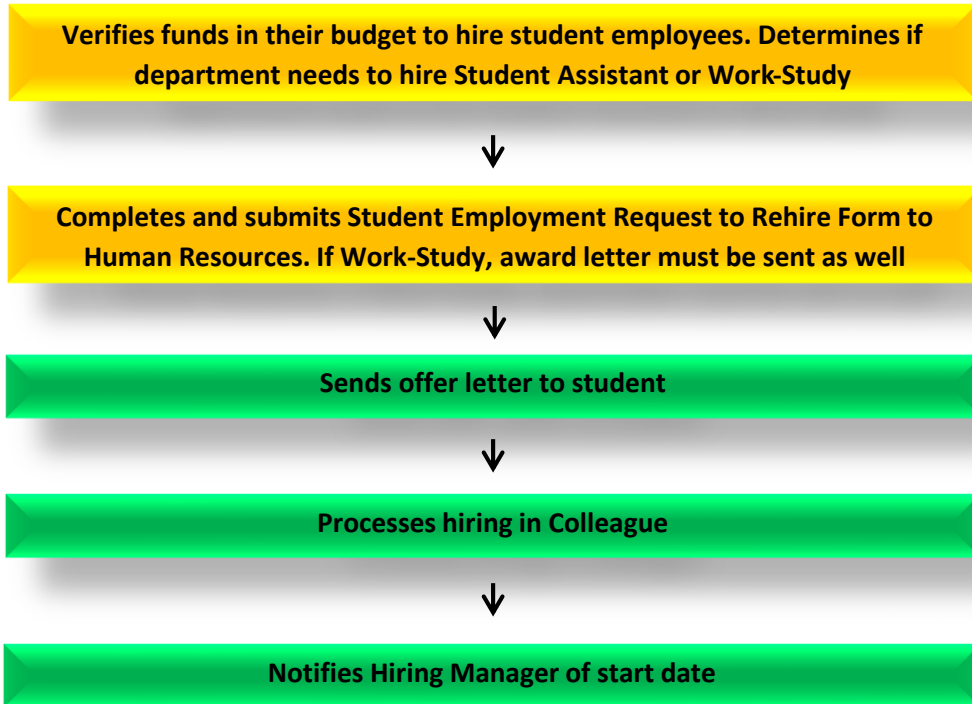 Verifies funds in their budget to hire student employees. Determines if
department needs to hire Student Assistant or Work-Study
Completes and submits Student Employment Request to Rehire Form to
Human Resources. If Work-Study, award letter must be sent as well
Sends offer letter to student
Processes hiring in Colleague
Notifies Hiring Manager of start date